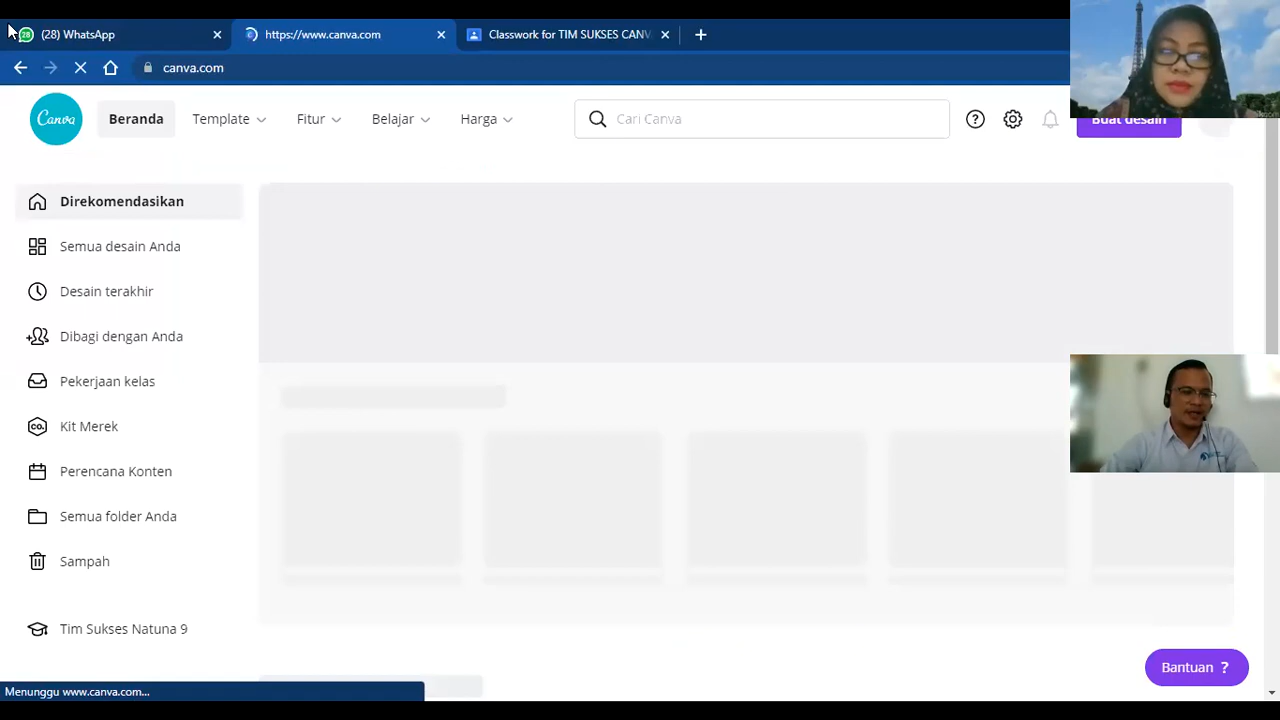 (28) WhatsApp
https://www.canva.com
Classwork for TIM SUKSES CANV
canva.com
Canva
Beranda
Template
Fitur
Belajar
Harga
Cari Canva
Buat desain
Direkomendasikan
Semua desain Anda
Desain terakhir
Dibagi dengan Anda
Pekerjaan kelas
CO.
Kit Merek
Perencana Konten
Semua folder Anda
Sampah
Tim Sukses Natuna 9
Bantuan ?
Menunggu www.canva.com...